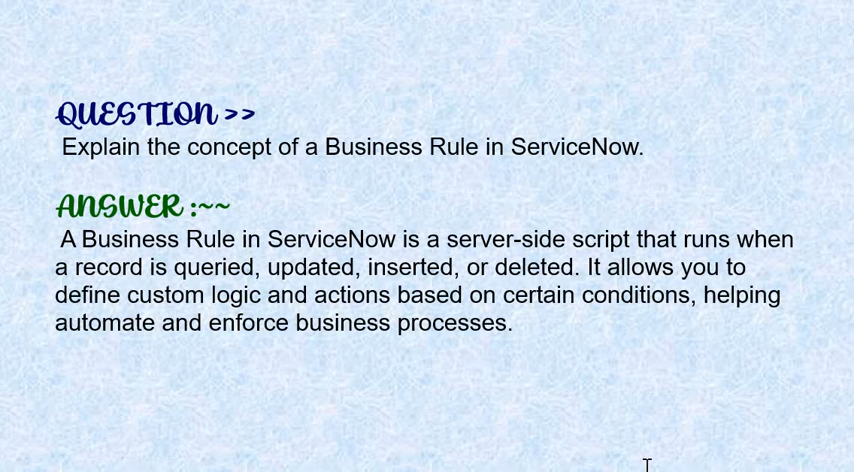 QUESTION >>
Explain the concept of a Business Rule in ServiceNow.
ANSWER :~~
A Business Rule in ServiceNow is a server-side script that runs when
a record is queried, updated, inserted, or deleted. It allows you to
define custom logic and actions based on certain conditions, helping
automate and enforce business processes.